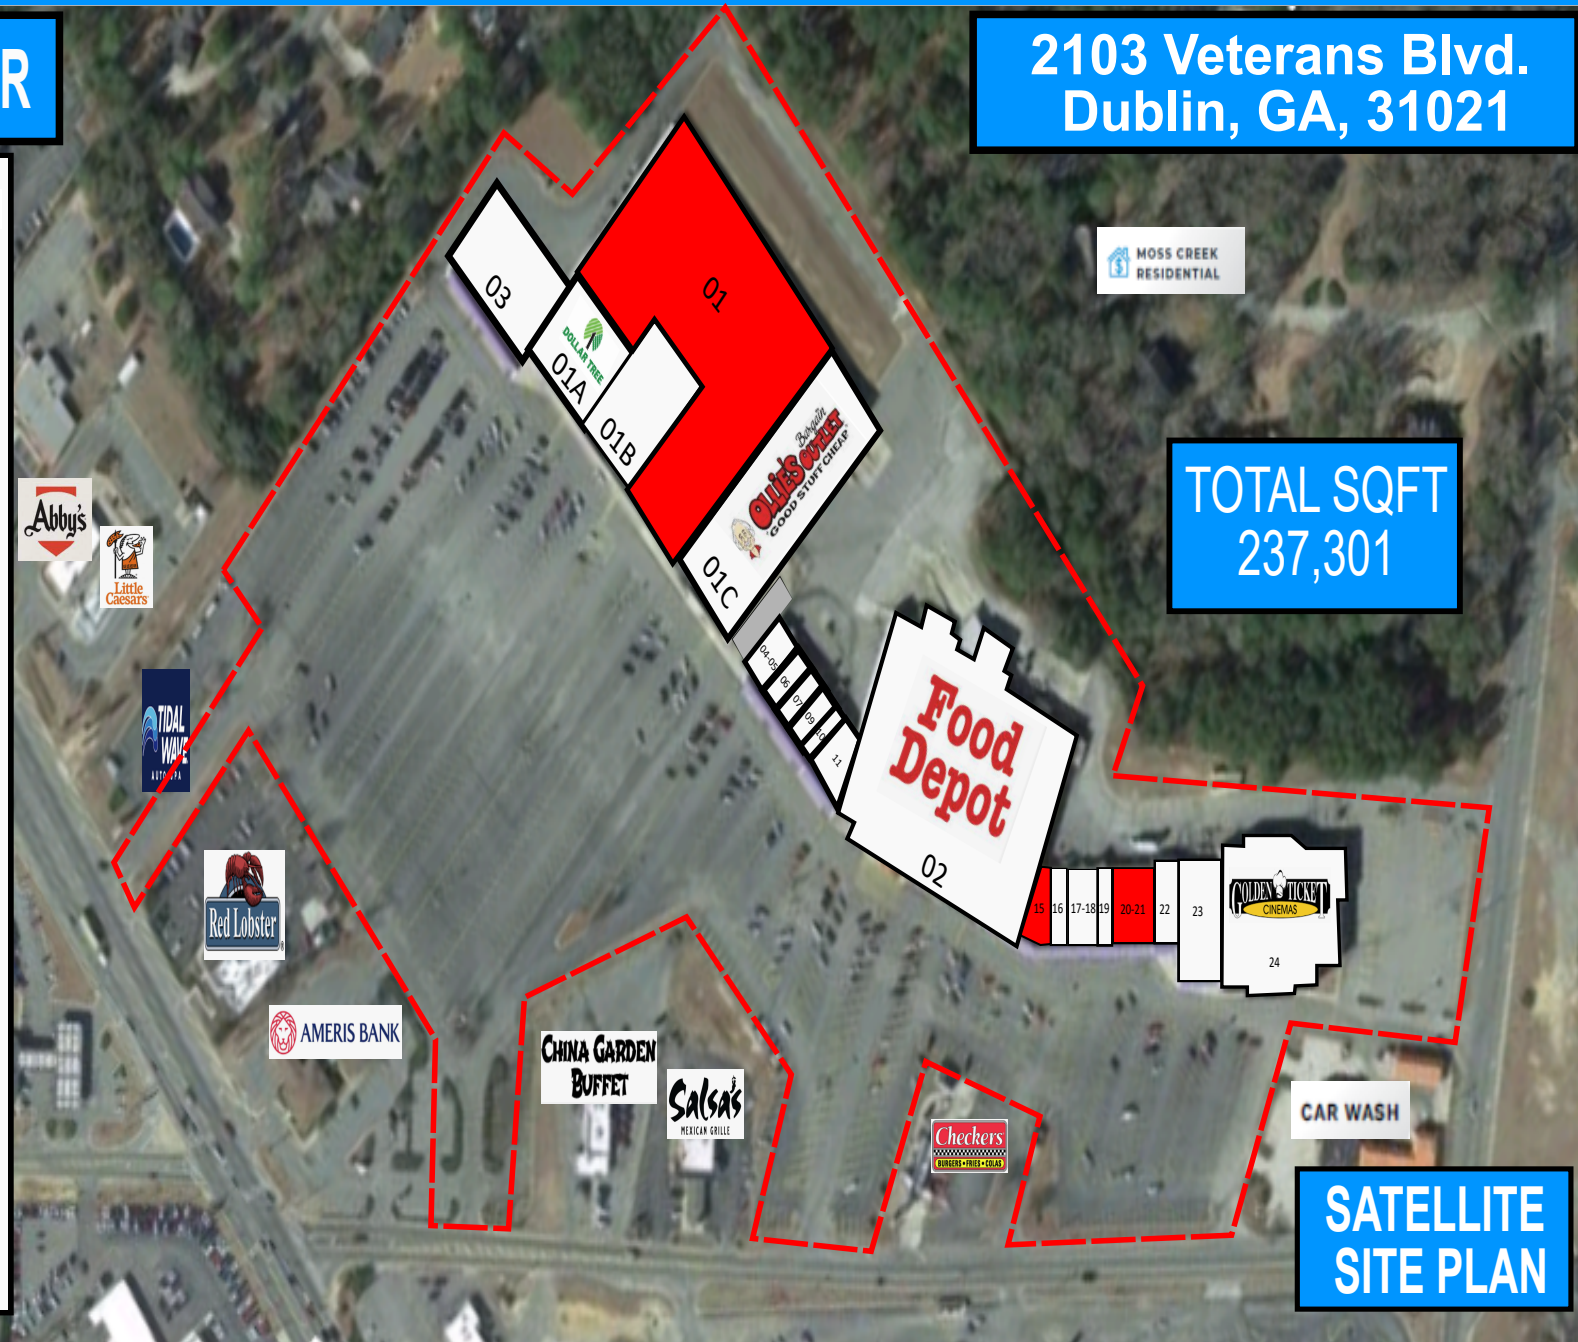 R
2103 Veterans Blvd.
Dublin, GA, 31021
MOSS CREEK
RESIDENTIAL
TOTAL SQFT
237,301
03
01
DOLLAR TREE
01A
01B
Bargain
OLLIE'S OUTLET
"GOOD STUFF CHEAP"
01C
Abby's
Little
Caesars
TIDAL
WAVE
AUTO SPA
04-05
06
07
09
10
11
Food
Depot
02
15
16
17-18
19
20-21
22
23
GOLDEN TICKET
CINEMAS
24
Red Lobster
AMERIS BANK
CHINA GARDEN
BUFFET
Salsa's
MEXICAN GRILLE
Checkers
BURGERS • FRIES • COLAS
CAR WASH
SATELLITE
SITE PLAN